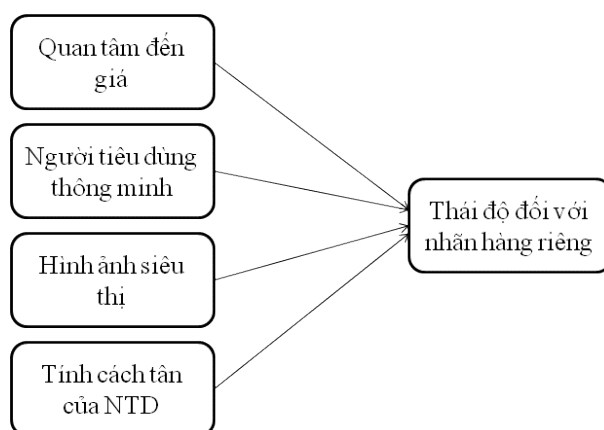 Quan tâm đến
giá
Người tiêu dùng
thông minh
Hình ảnh siêu
thị
Tính cách tân
của NTD
Thái độ đối với
nhãn hàng riêng